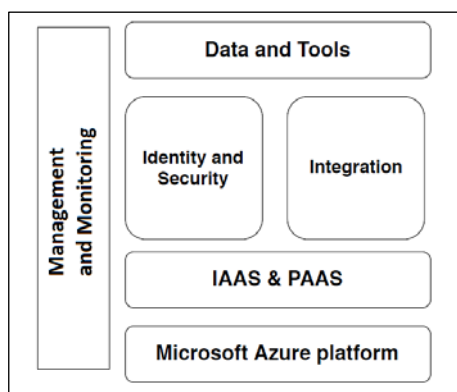 Management
and Monitoring
Data and Tools
Identity and
Security
Integration
IAAS & PAAS
Microsoft Azure platform